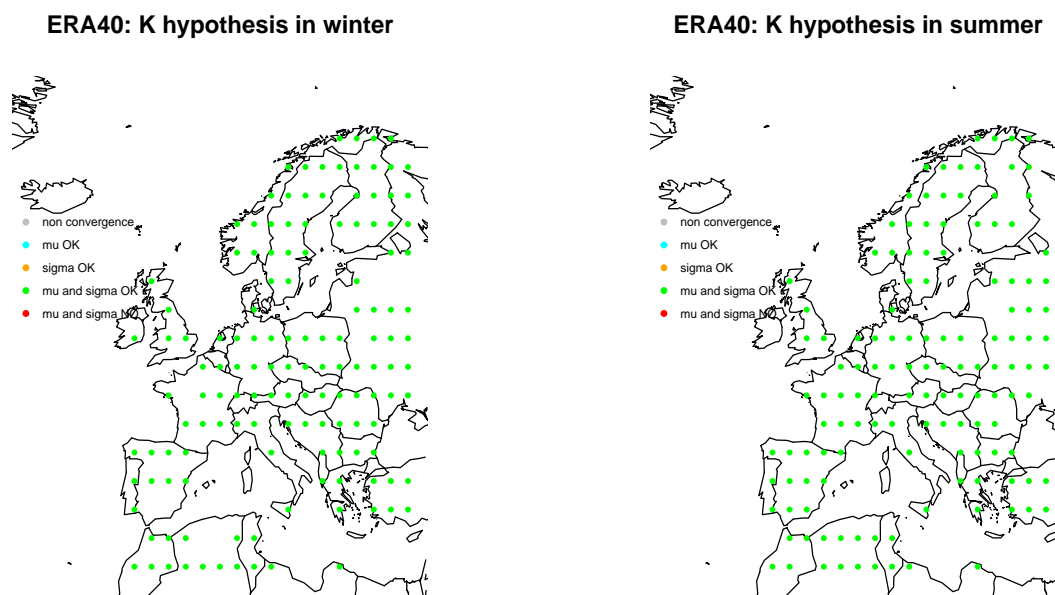 ERA40: K hypothesis in winter
non convergence
mu OK
sigma OK
mu and sigma OK
mu and sigma NO
ERA40: K hypothesis in summer
non convergence
mu OK
sigma OK
mu and sigma OK
mu and sigma NO